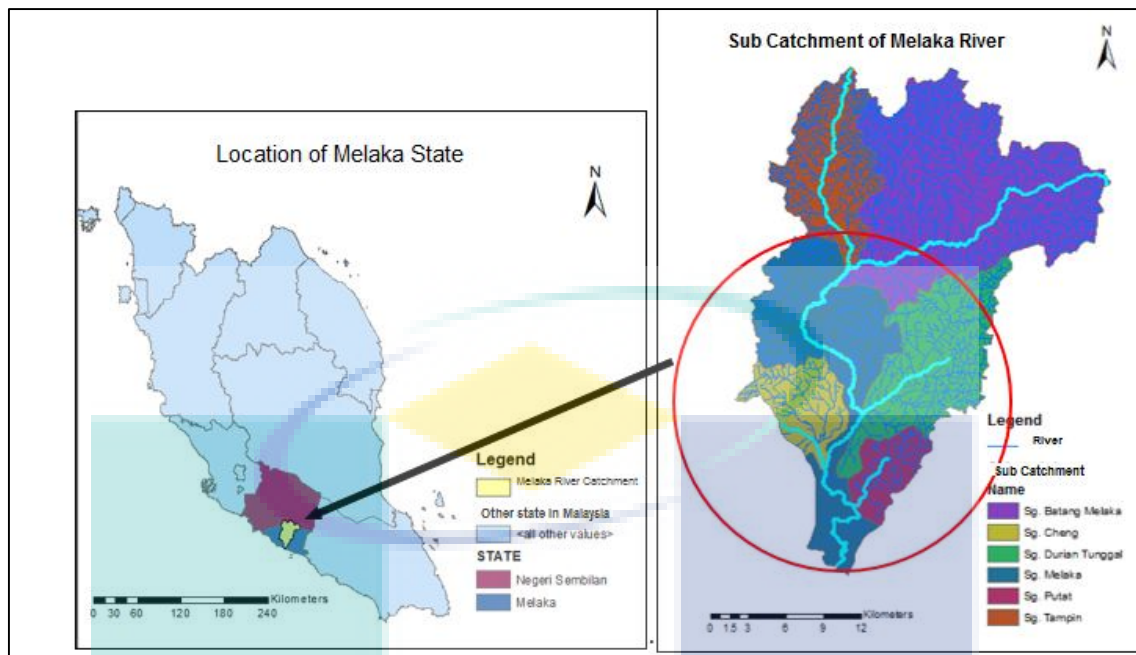 Location of Melaka State
N
Legend
Melaka River Catchment
Other state in Malaysia
<all other values>
STATE
Negeri Sembilan
Melaka
Kilometers
0 30 60 120 180 240
Sub Catchment of Melaka River
N
Legend
River
Sub Catchment
Name
Sg. Batang Melaka
Sg. Cheng
Sg. Durian Tunggal
Sg. Melaka
Sg. Putat
Sg. Tampin
Kilometers
0 1.5 3 6 9 12